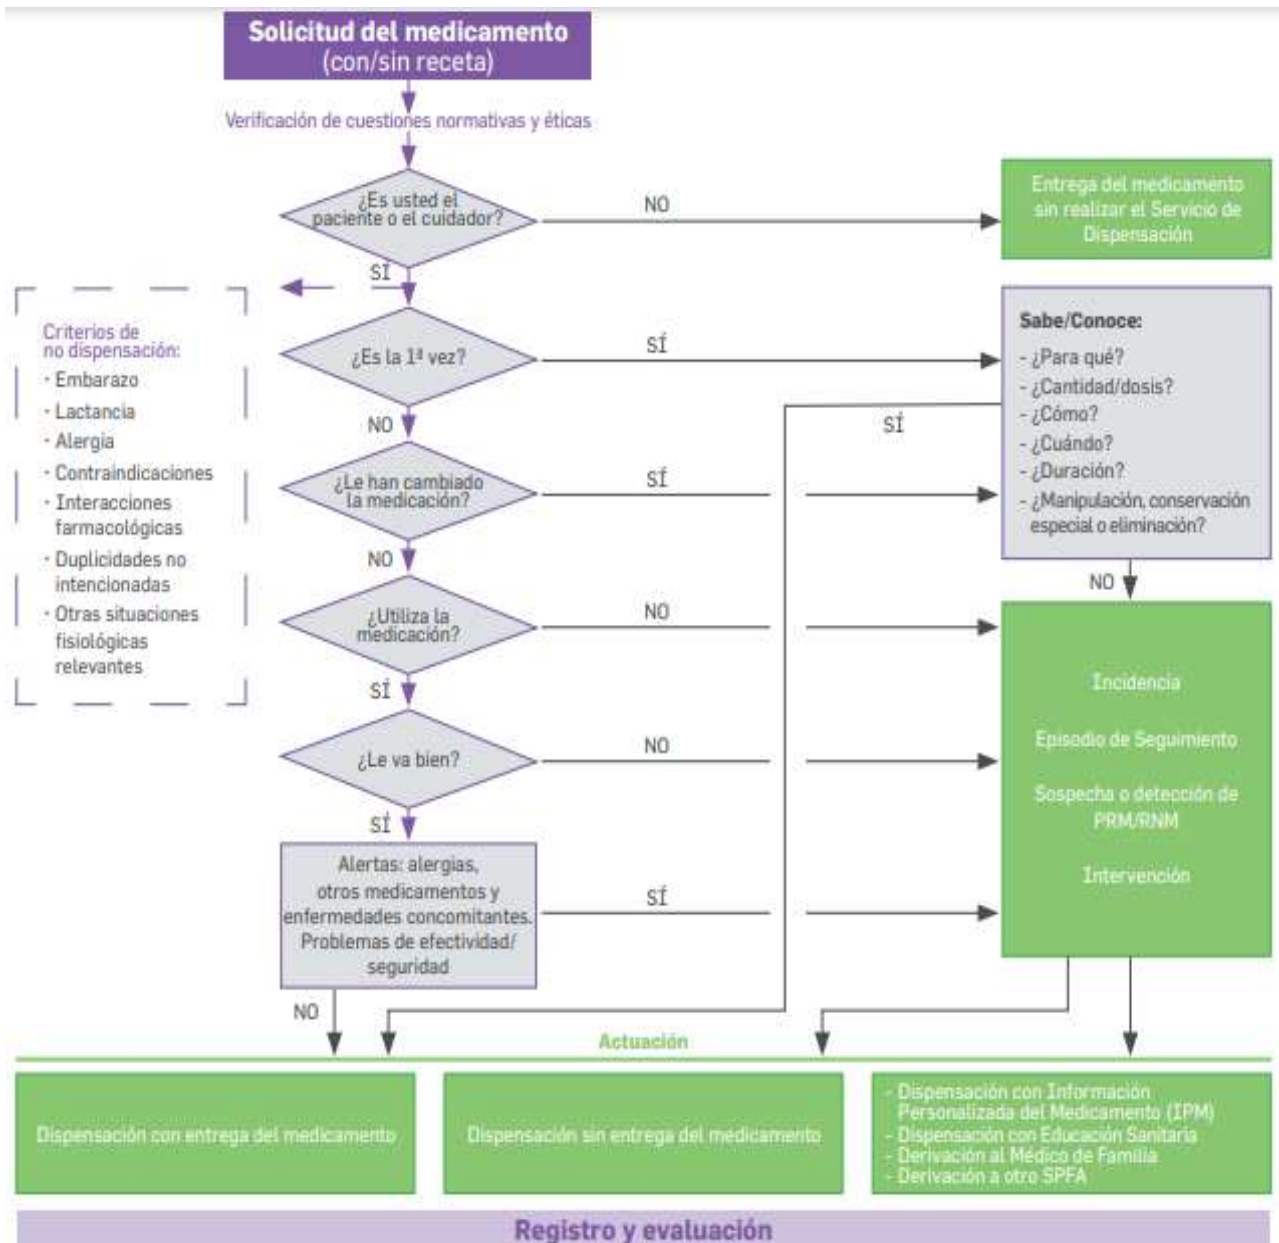 Solicitud del medicamento
(con/sin receta)
Verificación de cuestiones normativas y éticas
¿Es usted el
paciente o el cuidador?
NO
Entrega del medicamento
sin realizar el Servicio de
Dispensación
SÍ
Criterios de
no dispensación:
· Embarazo
· Lactancia
· Alergia
· Contraindicaciones
· Interacciones
farmacológicas
· Duplicidades no
intencionadas
· Otras situaciones
fisiológicas
relevantes
¿Es la 1ª vez?
SÍ
NO
Sabe/Conoce:
- ¿Para qué?
- ¿Cantidad/dosis?
- ¿Cómo?
- ¿Cuándo?
- ¿Duración?
- ¿Manipulación, conservación
especial o eliminación?
SÍ
NO
¿Le han cambiado
la medicación?
SÍ
NO
¿Utiliza la
medicación?
NO
SÍ
¿Le va bien?
NO
SÍ
Incidencia
Episodio de Seguimiento
Sospecha o detección de
PRM/RNM
Intervención
Alertas: alergias,
otros medicamentos y
enfermedades concomitantes.
Problemas de efectividad/
seguridad
SÍ
NO
Actuación
Dispensación con entrega del medicamento
Dispensación sin entrega del medicamento
- Dispensación con Información
Personalizada del Medicamento (IPM)
- Dispensación con Educación Sanitaria
- Derivación al Médico de Familia
- Derivación a otro SPFA
Registro y evaluación